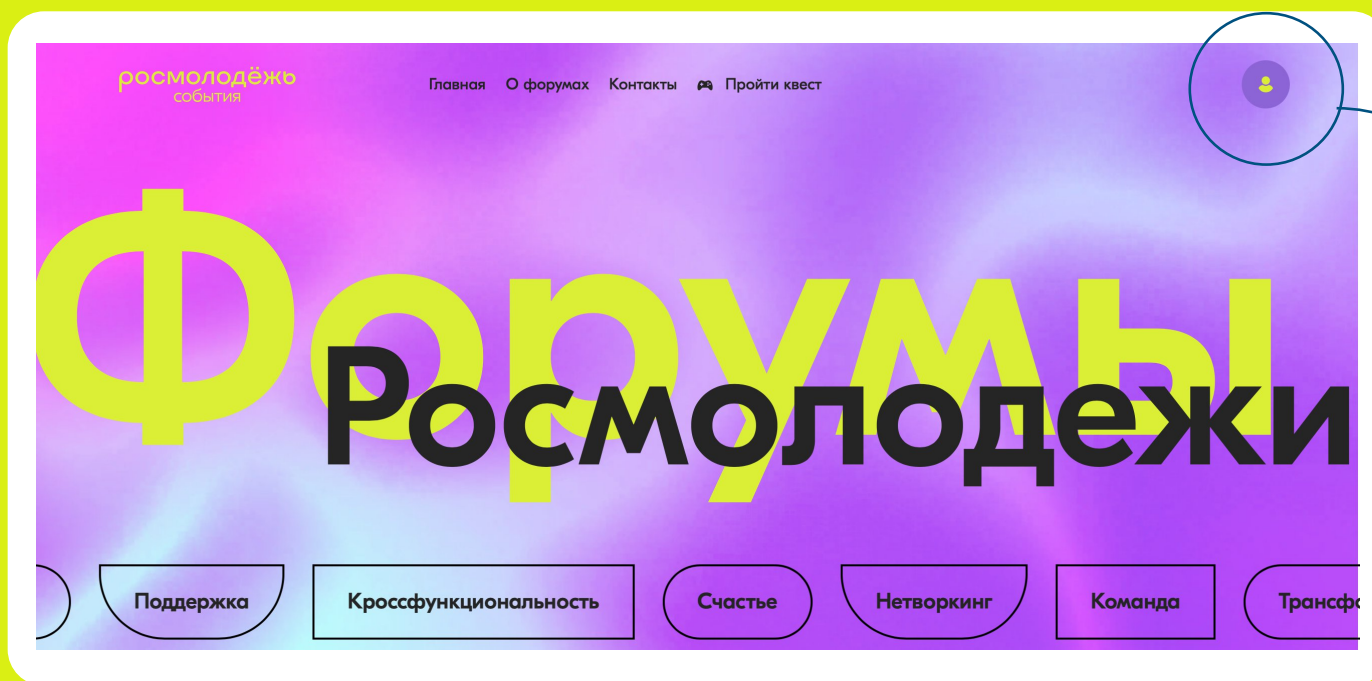 росмолодёжь
события
Главная О форумах Контакты Пройти квест
Форумы
Росмолодежи
Поддержка Кроссфункциональность Счастье Нетворкинг Команда